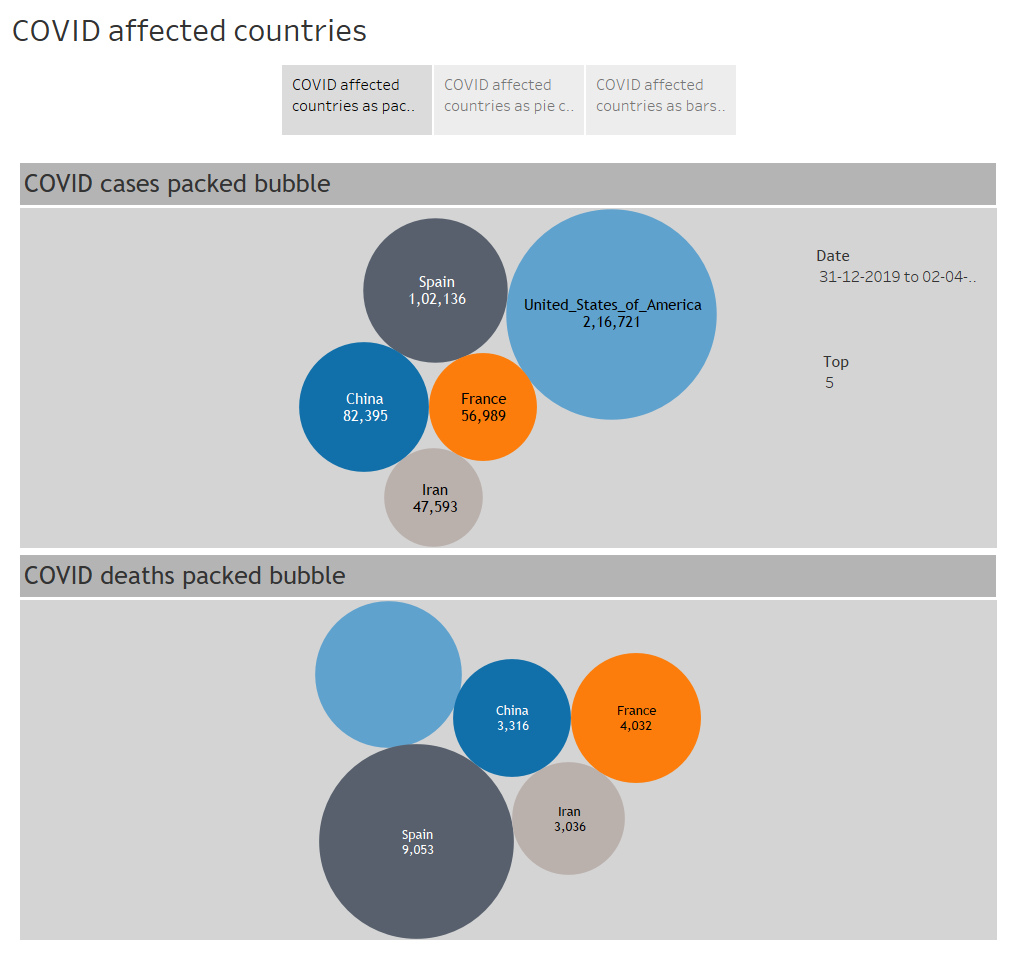 COVID affected countries
COVID affected
countries as pac..
COVID affected
countries as pie c..
COVID affected
countries as bars..
COVID cases packed bubble
Spain
1,02,136
United_States_of_America
2,16,721
Date
31-12-2019 to 02-04-..
Top
5
China
82,395
France
56,989
Iran
47,593
COVID deaths packed bubble
China
3,316
France
4,032
Iran
3,036
Spain
9,053